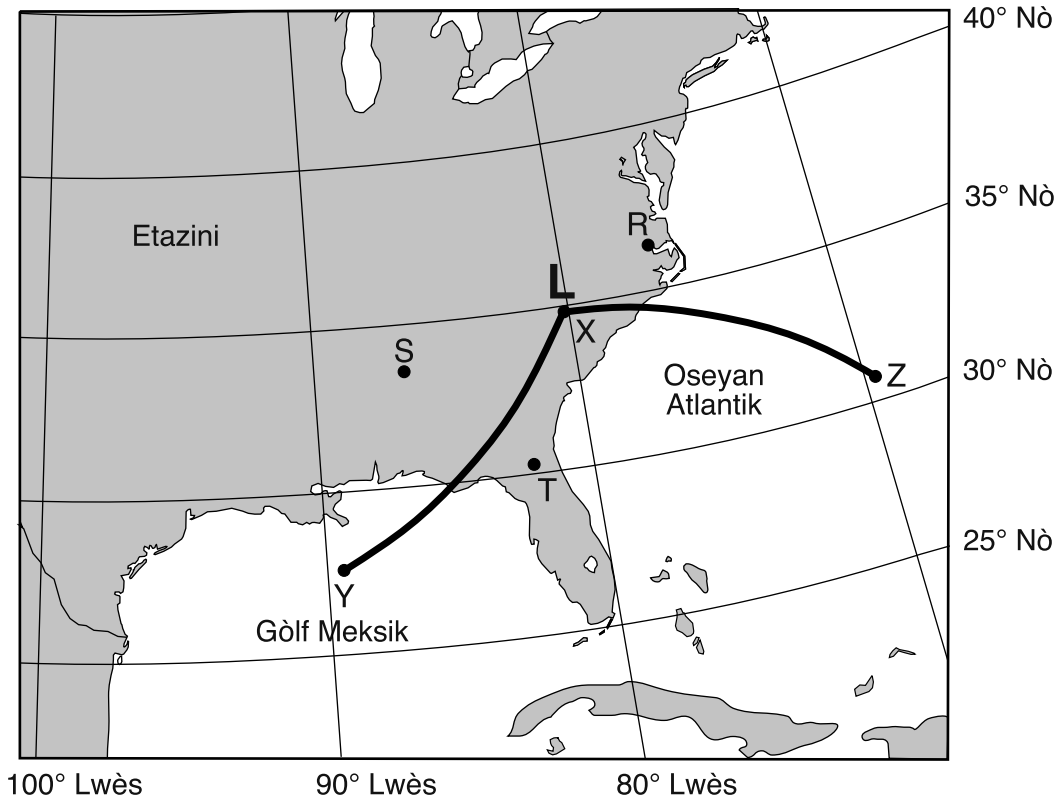 40° Nò
35° Nò
Etazini
R
L
X
S
Z
30° Nò
Oseyan
Atlantik
T
25° Nò
Y
Gòlf Meksik
100° Lwès
90° Lwès
80° Lwès